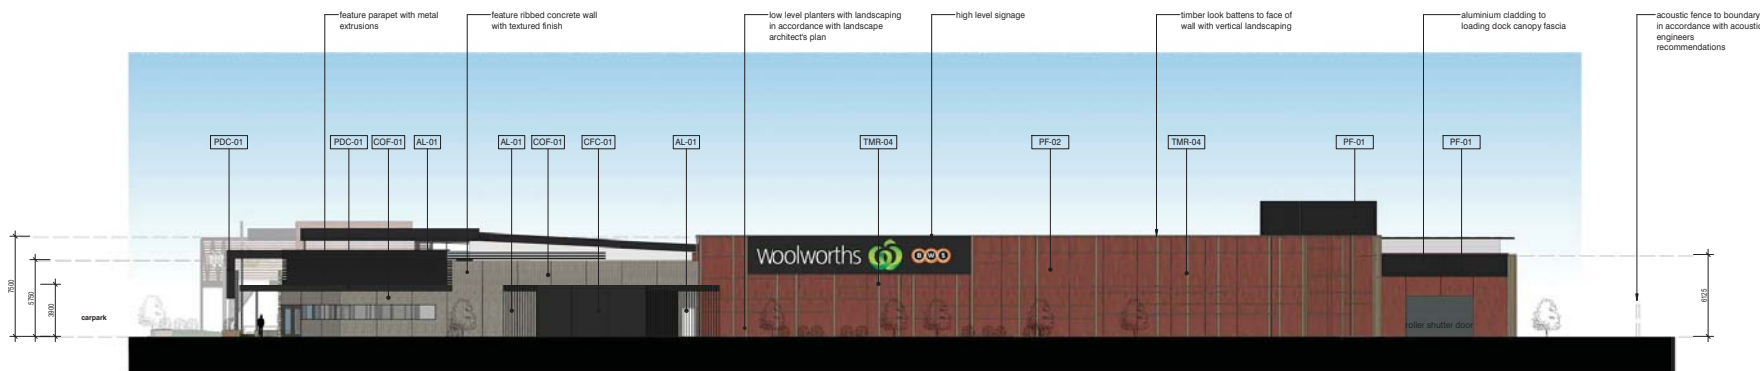 feature parapet with metal
extrusions
feature ribbed concrete wall
with textured finish
low level planters with landscaping
in accordance with landscape
architect's plan
high level signage
timber look battens to face of
wall with vertical landscaping
aluminium cladding to
loading dock canopy fascia
acoustic fence to boundary
in accordance with acoustic
engineers
recommendations
PDC-01
PDC-01
COF-01
AL-01
AL-01
COF-01
CFC-01
AL-01
TMR-04
PF-02
TMR-04
PF-01
PF-01
woolworths
BWS
7500
5750
3900
carpark
roller shutter door
6125